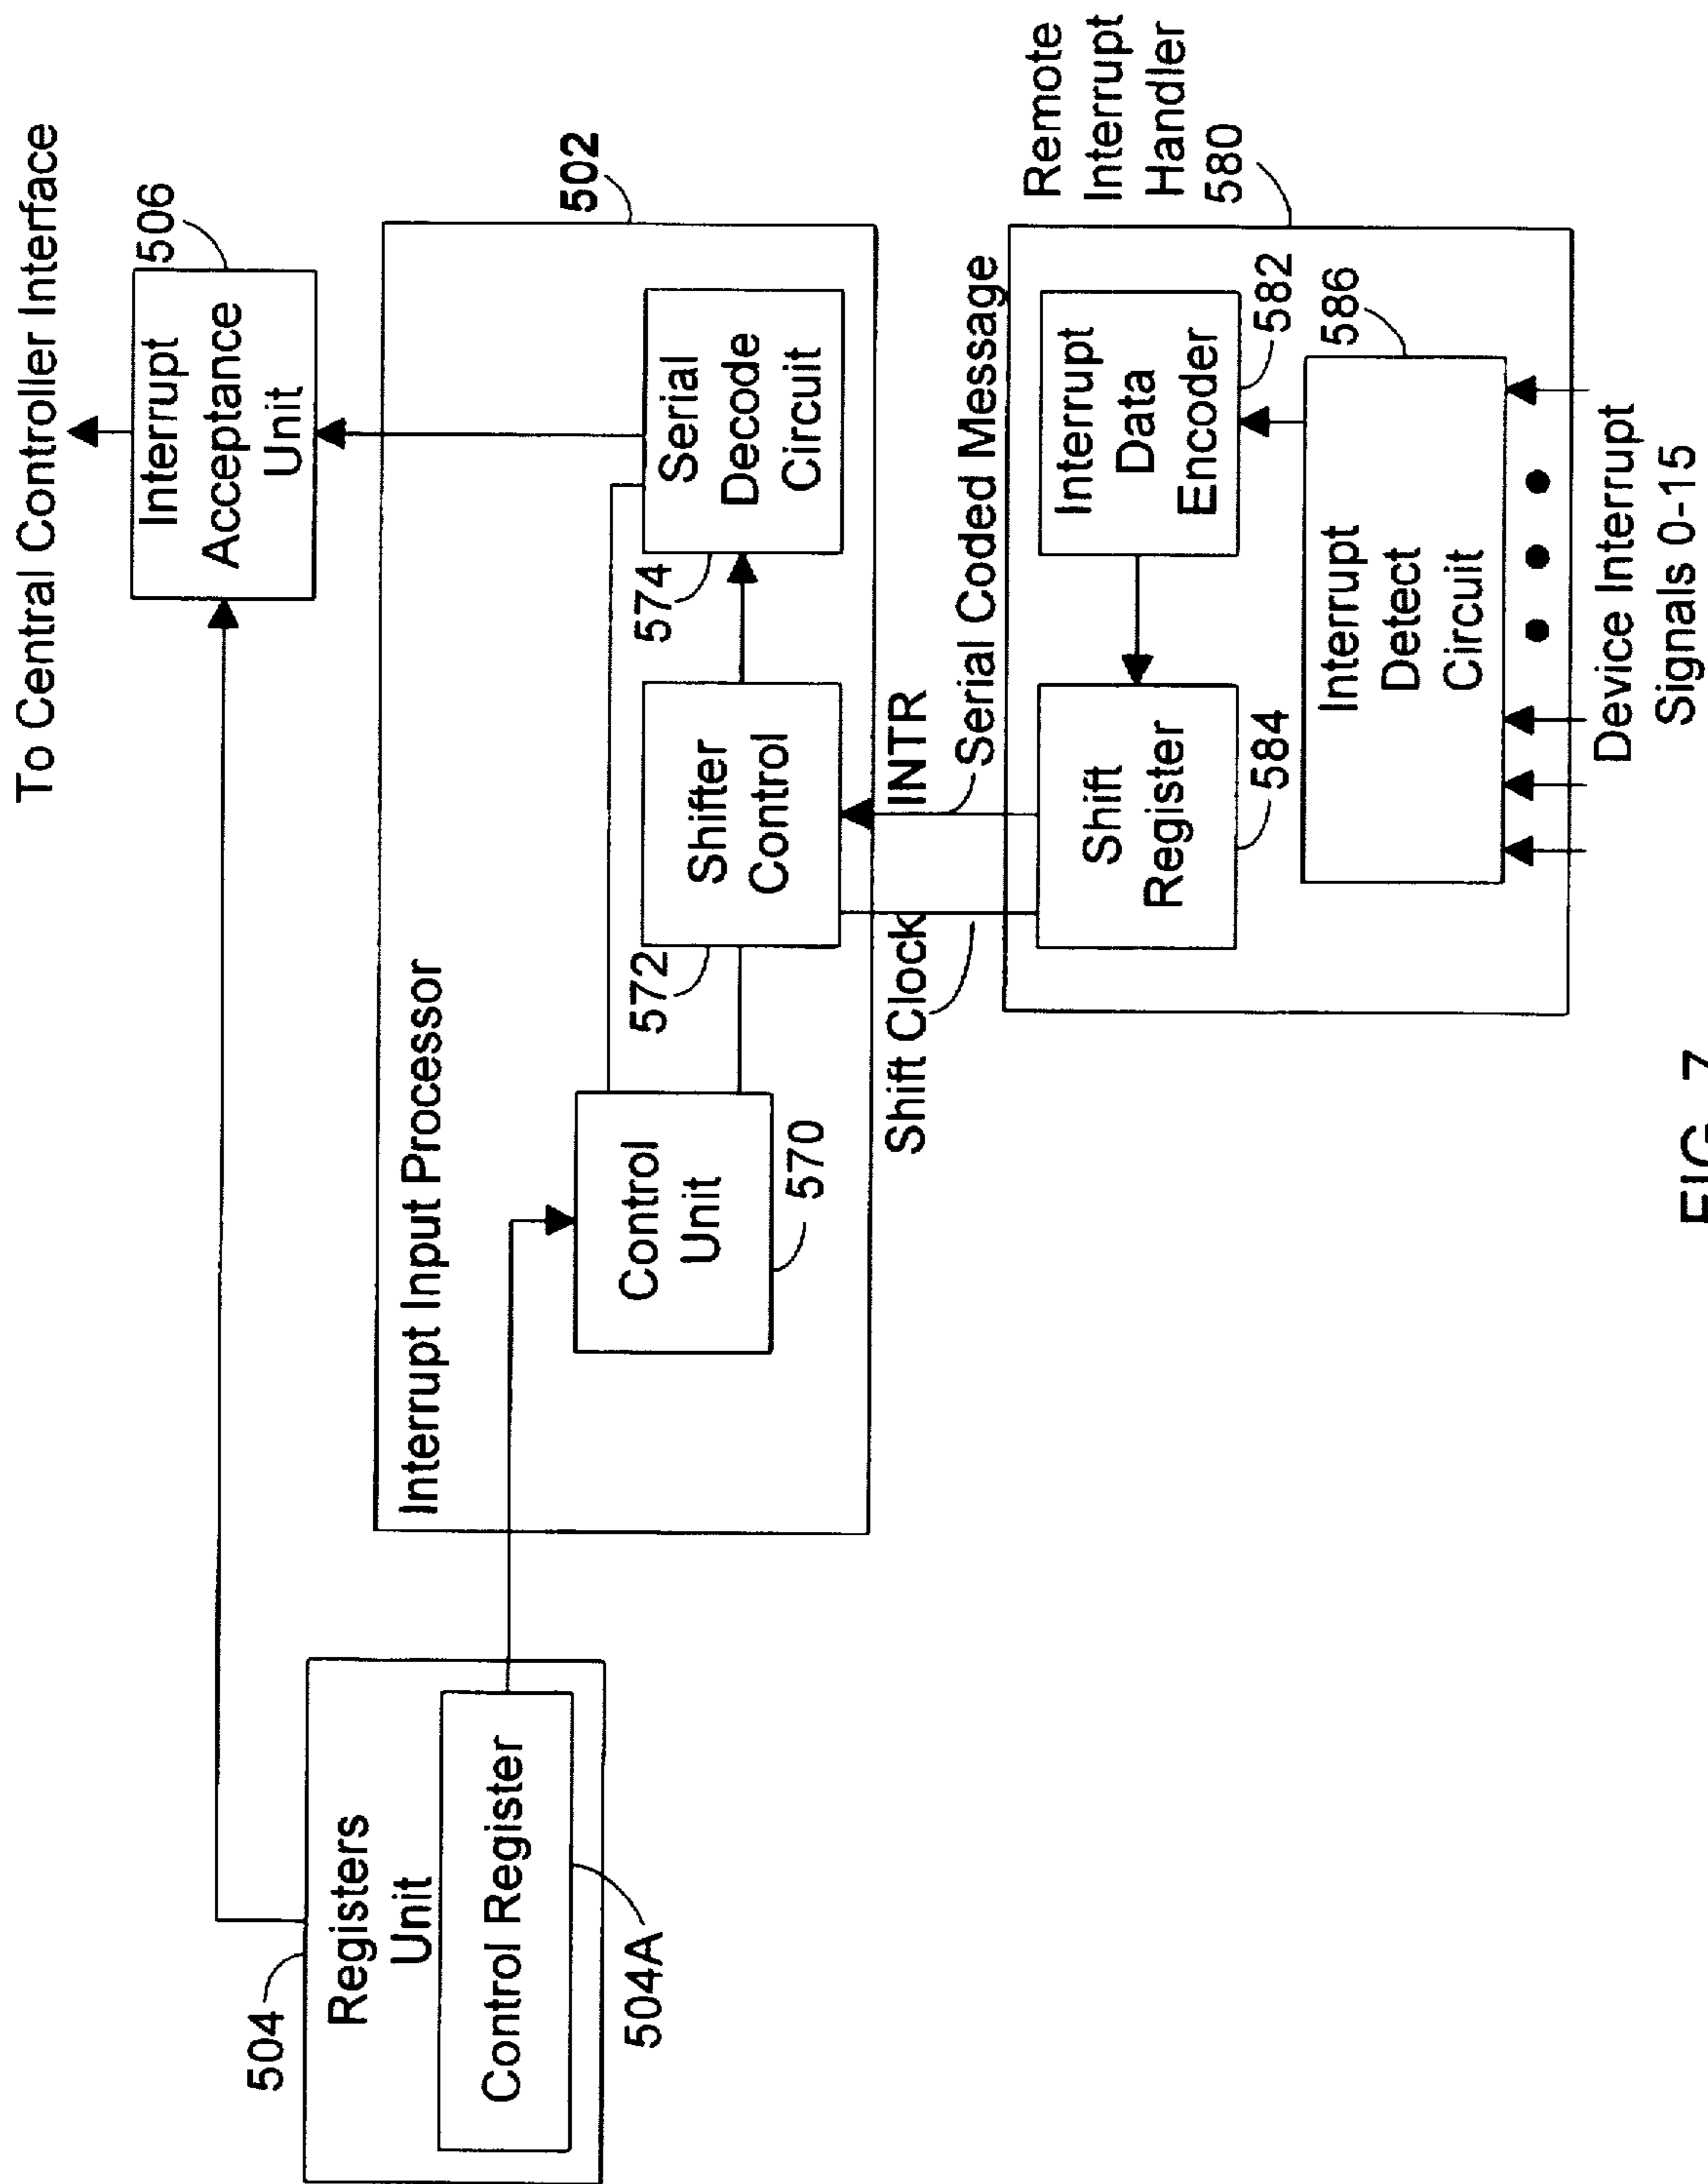 To Central Controller Interface
Interrupt
Acceptance
Unit
506
504
Registers
Unit
Control Register
504A
Interrupt Input Processor
502
Control
Unit
570
572
Shifter
Control
574
Serial
Decode
Circuit
Shift Clock
INTR
Serial Coded Message
Remote
Interrupt
Handler
580
Shift
Register
584
Interrupt
Data
Encoder
582
Interrupt
Detect
Circuit
586
Device Interrupt
Signals 0-15
FIG. 7